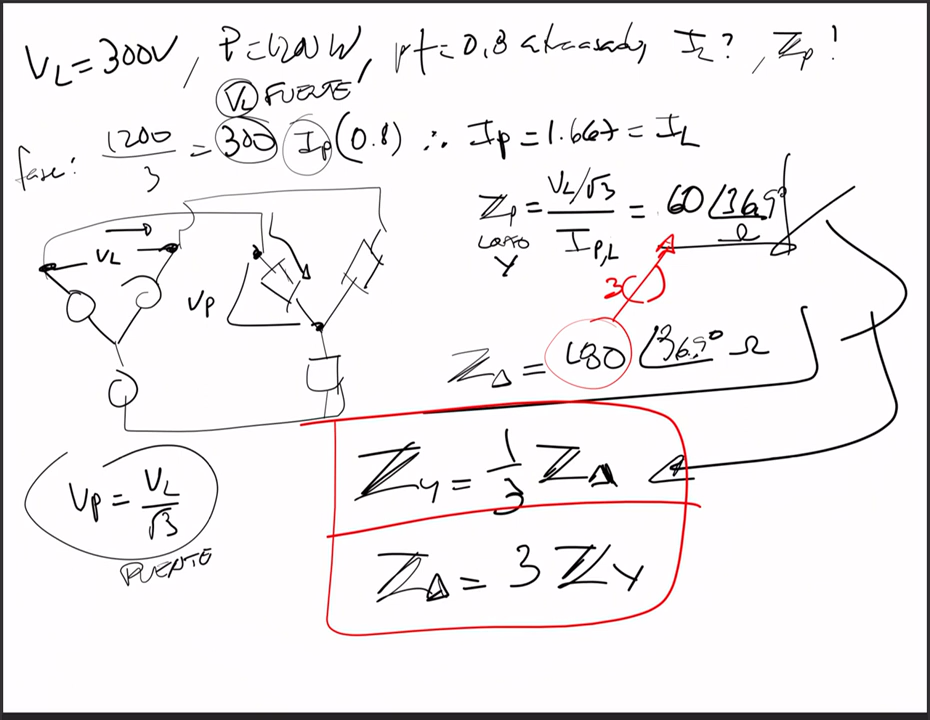 V_L = 300V, P = 1200 W, pf = 0.8 atrasado, I_L?, Z_p?
V_L FUENTE
fase: 1200/3 = 300 I_p (0.8) ∴ I_p = 1.667 = I_L
Z_p = (V_L/√3)/I_P,L = 60 ∠36.9° Ω
Y
V_L
V_P
3
Z_Δ = 180 ∠36.9° Ω
Z_Y = 1/3 Z_Δ
V_P = V_L/√3
FUENTE
Z_Δ = 3 Z_Y